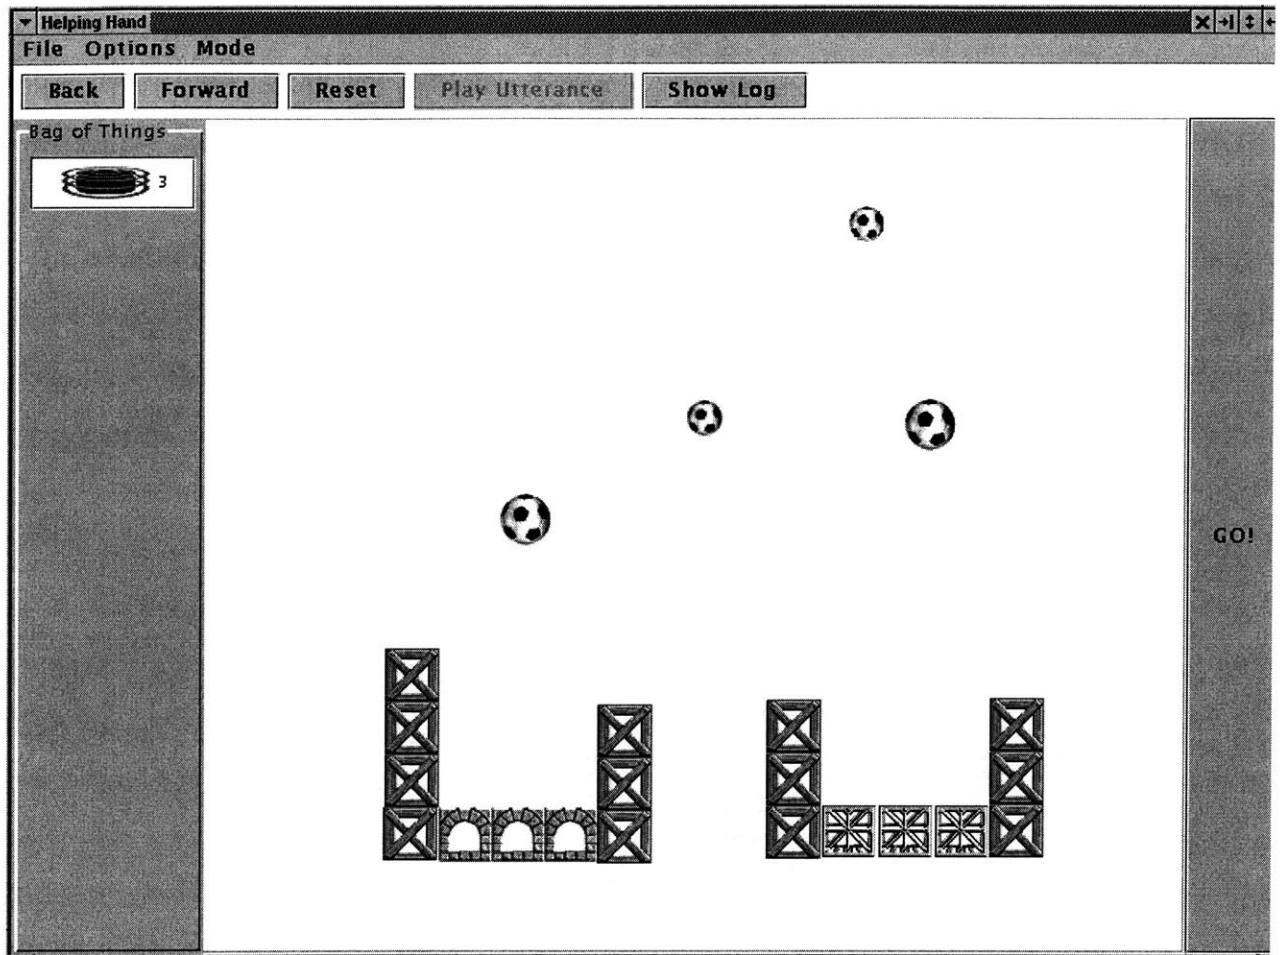 Helping Hand
File Options Mode
Back Forward Reset Play Utterance Show Log
Bag of Things
3
GO!